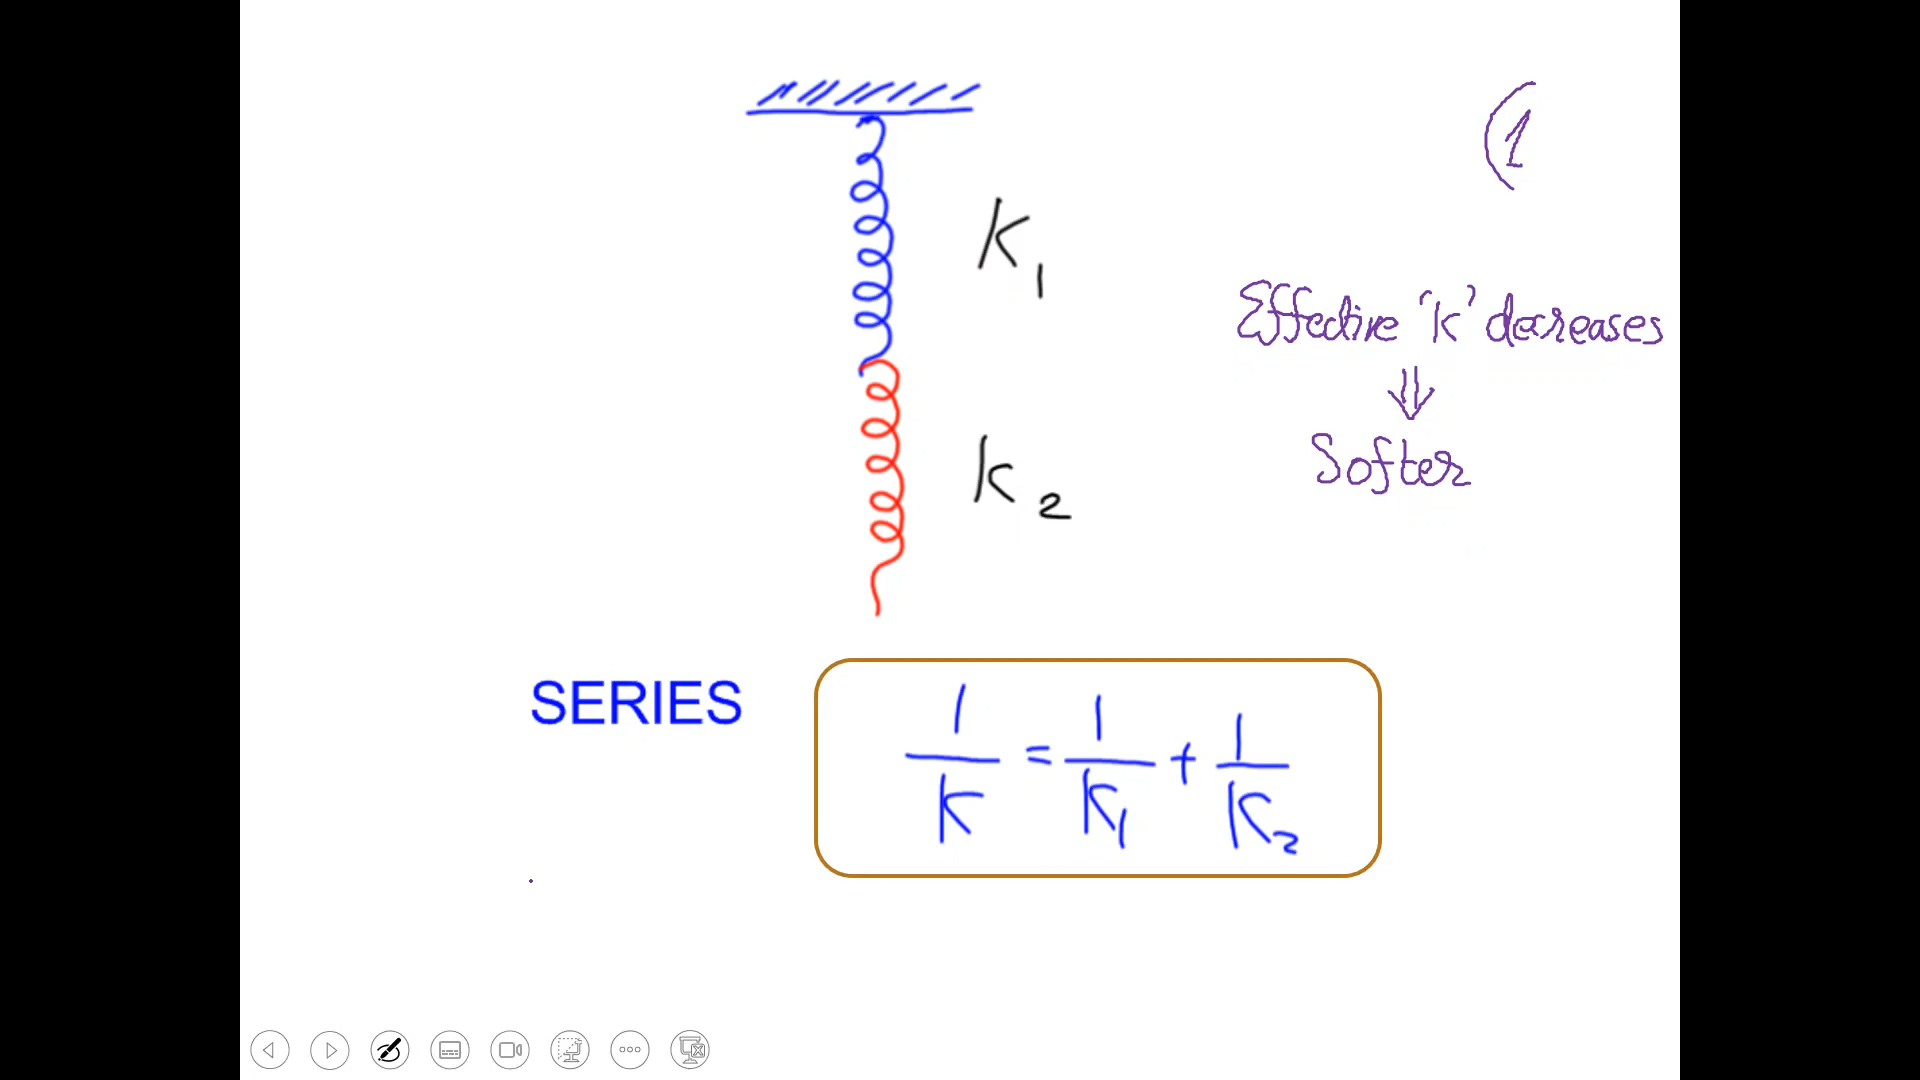 (1
K1
Effective 'k' decreases
⇓
Softer
K2
SERIES
1/K = 1/K1 + 1/K2